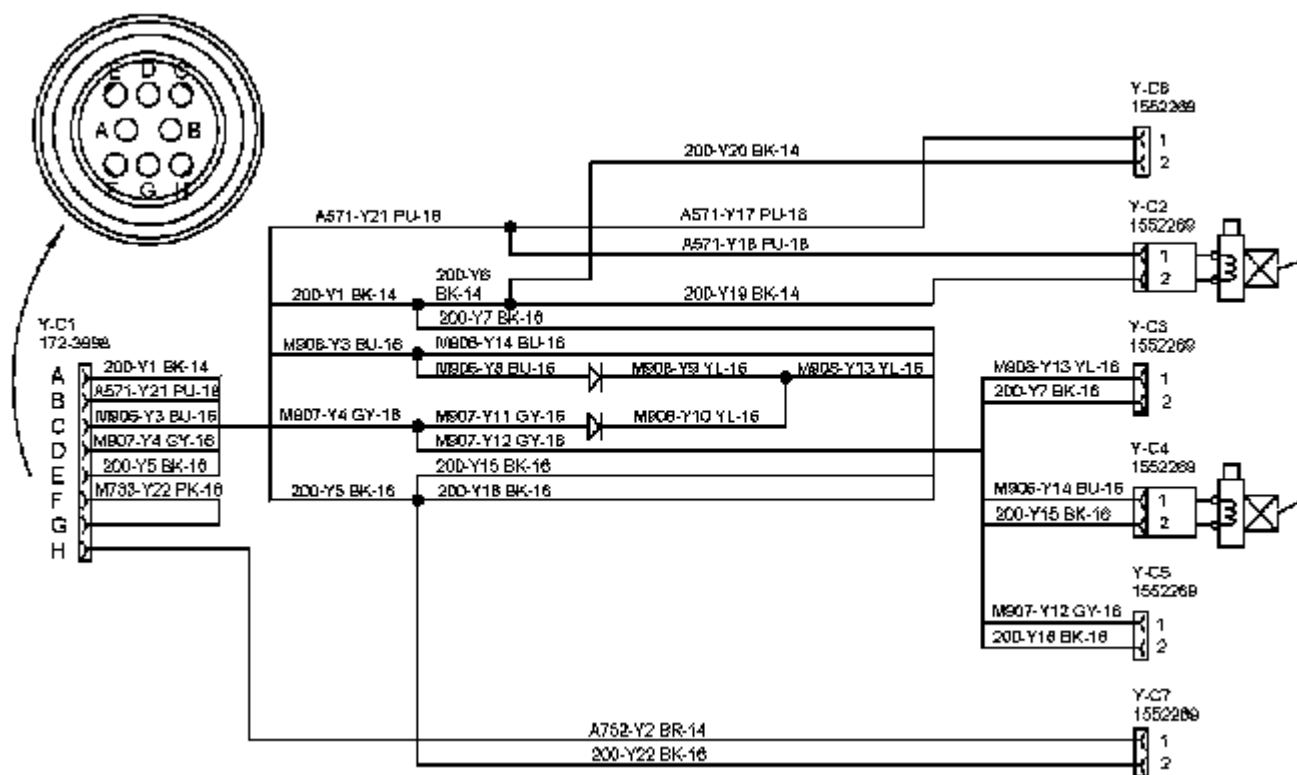 E D C
A B
F G H
Y-C6
1552269
1
2
200-Y20 BK-14
A571-Y21 PU-18
A571-Y17 PU-18
Y-C2
1552269
A571-Y18 PU-18
1
2
200-Y6
BK-14
200-Y1 BK-14
200-Y19 BK-14
200-Y7 BK-16
Y-C1
172-3998
Y-C3
1552269
M906-Y3 BU-16
M906-Y14 BU-16
M906-Y8 BU-16
M908-Y9 YL-16
M908-Y13 YL-16
M908-Y13 YL-16
1
200-Y7 BK-16
2
A
200-Y1 BK-14
B
A571-Y21 PU-18
C
M906-Y3 BU-16
M907-Y4 GY-16
M907-Y11 GY-16
M908-Y10 YL-16
D
M907-Y4 GY-16
M907-Y12 GY-16
Y-C4
1552269
E
200-Y5 BK-16
200-Y15 BK-16
F
M793-Y22 PK-16
200-Y5 BK-16
200-Y16 BK-16
M906-Y14 BU-16
1
G
200-Y15 BK-16
2
H
Y-C5
1552269
M907-Y12 GY-16
1
200-Y16 BK-16
2
Y-C7
1552269
A752-Y2 BR-14
1
200-Y22 BK-16
2